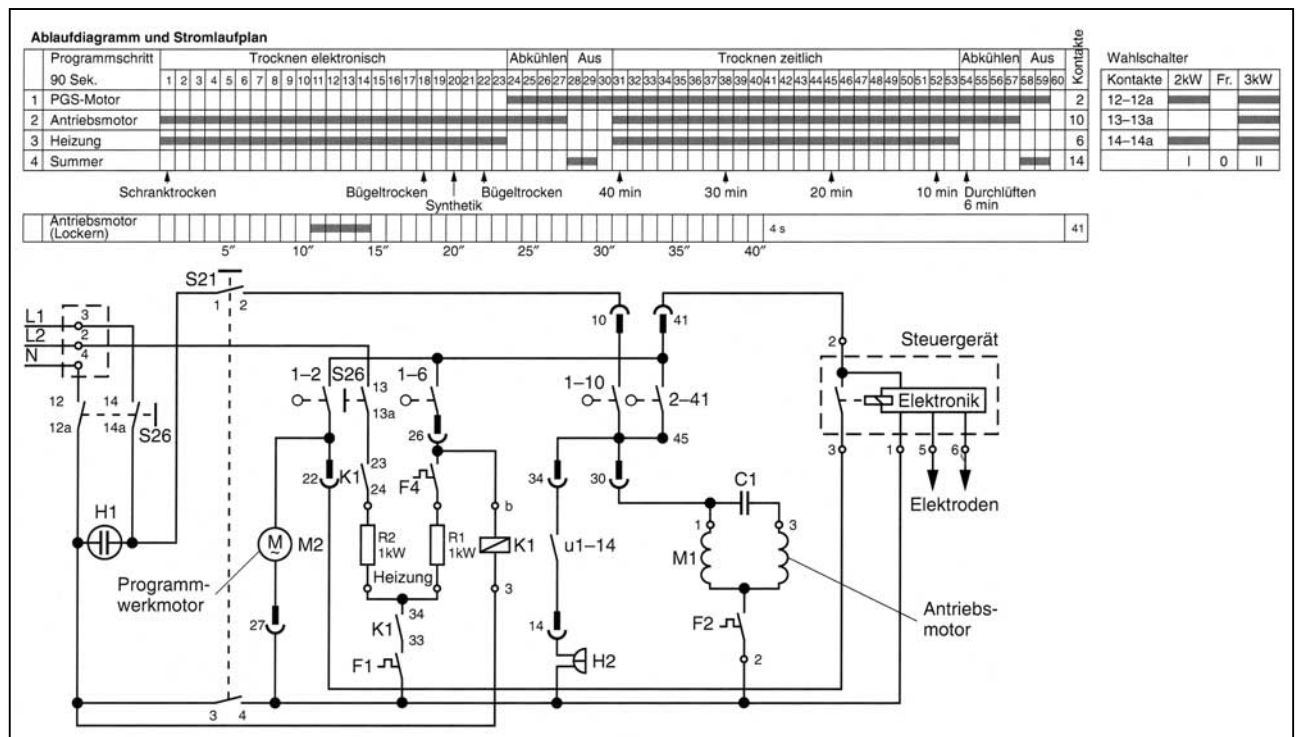 Ablaufdiagramm und Stromlaufplan
Programmschritt Trocknen elektronisch Abkühlen Aus Trocknen zeitlich Abkühlen Aus Kontakte
90 Sek. 1 2 3 4 5 6 7 8 9 10 11 12 13 14 15 16 17 18 19 20 21 22 23 24 25 26 27 28 29 30 31 32 33 34 35 36 37 38 39 40 41 42 43 44 45 46 47 48 49 50 51 52 53 54 55 56 57 58 59 60
1 PGS-Motor 2
2 Antriebsmotor 10
3 Heizung 6
4 Summer 14
Wahlschalter
Kontakte 2kW Fr. 3kW
12–12a
13–13a
14–14a
I 0 II
Schranktrocken Bügeltrocken Bügeltrocken 40 min 30 min 20 min 10 min Durchlüften
Synthetik 6 min
Antriebsmotor
(Lockern) 4 s 41
5″ 10″ 15″ 20″ 25″ 30″ 35″ 40″
S21
1 2
L1 3
L2 2
N 4
10 41
2 Steuergerät
1–2 S26 13 1–6 1–10 2–41
13a
Elektronik
12 14
12a 14a S26
26 45
22 K1 23 F4 34 30 3 1 5 6
24
C1
Elektroden
H1
b
1 3
M ~ M2
R2
1kW
R1
1kW
K1
u1–14
M1
Heizung
3
Programm-
werkmotor
34
K1
33
27
14
F2
Antriebs-
motor
F1
H2
2
3 4